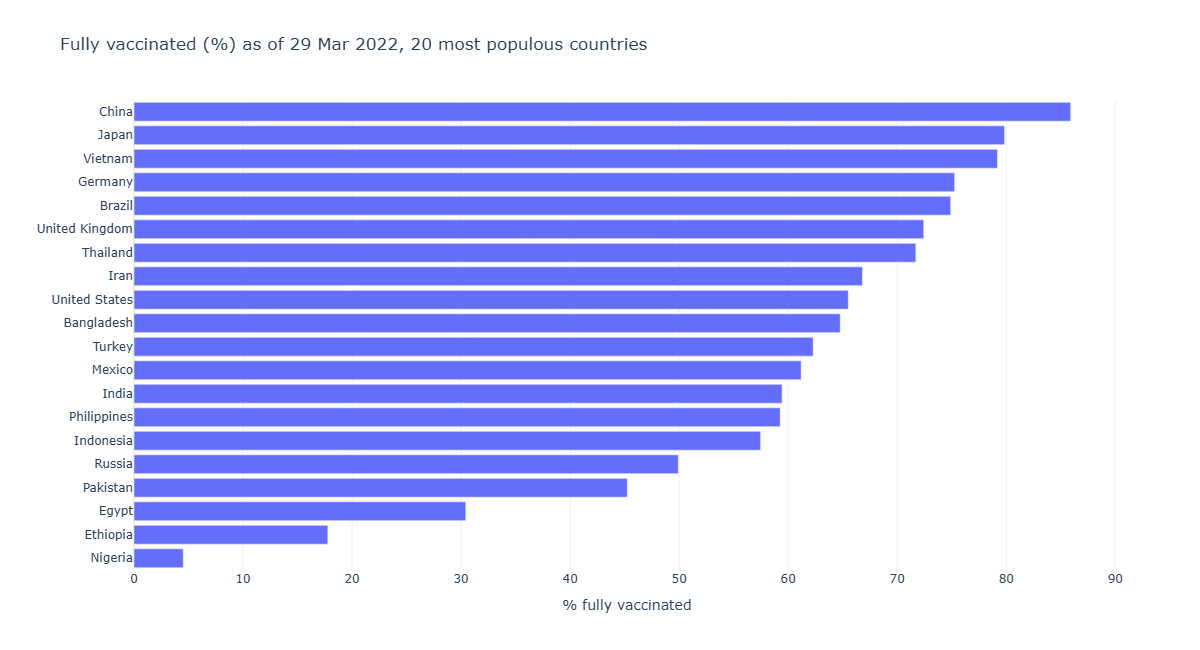 Fully vaccinated (%) as of 29 Mar 2022, 20 most populous countries
China
Japan
Vietnam
Germany
Brazil
United Kingdom
Thailand
Iran
United States
Bangladesh
Turkey
Mexico
India
Philippines
Indonesia
Russia
Pakistan
Egypt
Ethiopia
Nigeria
0 10 20 30 40 50 60 70 80 90
% fully vaccinated